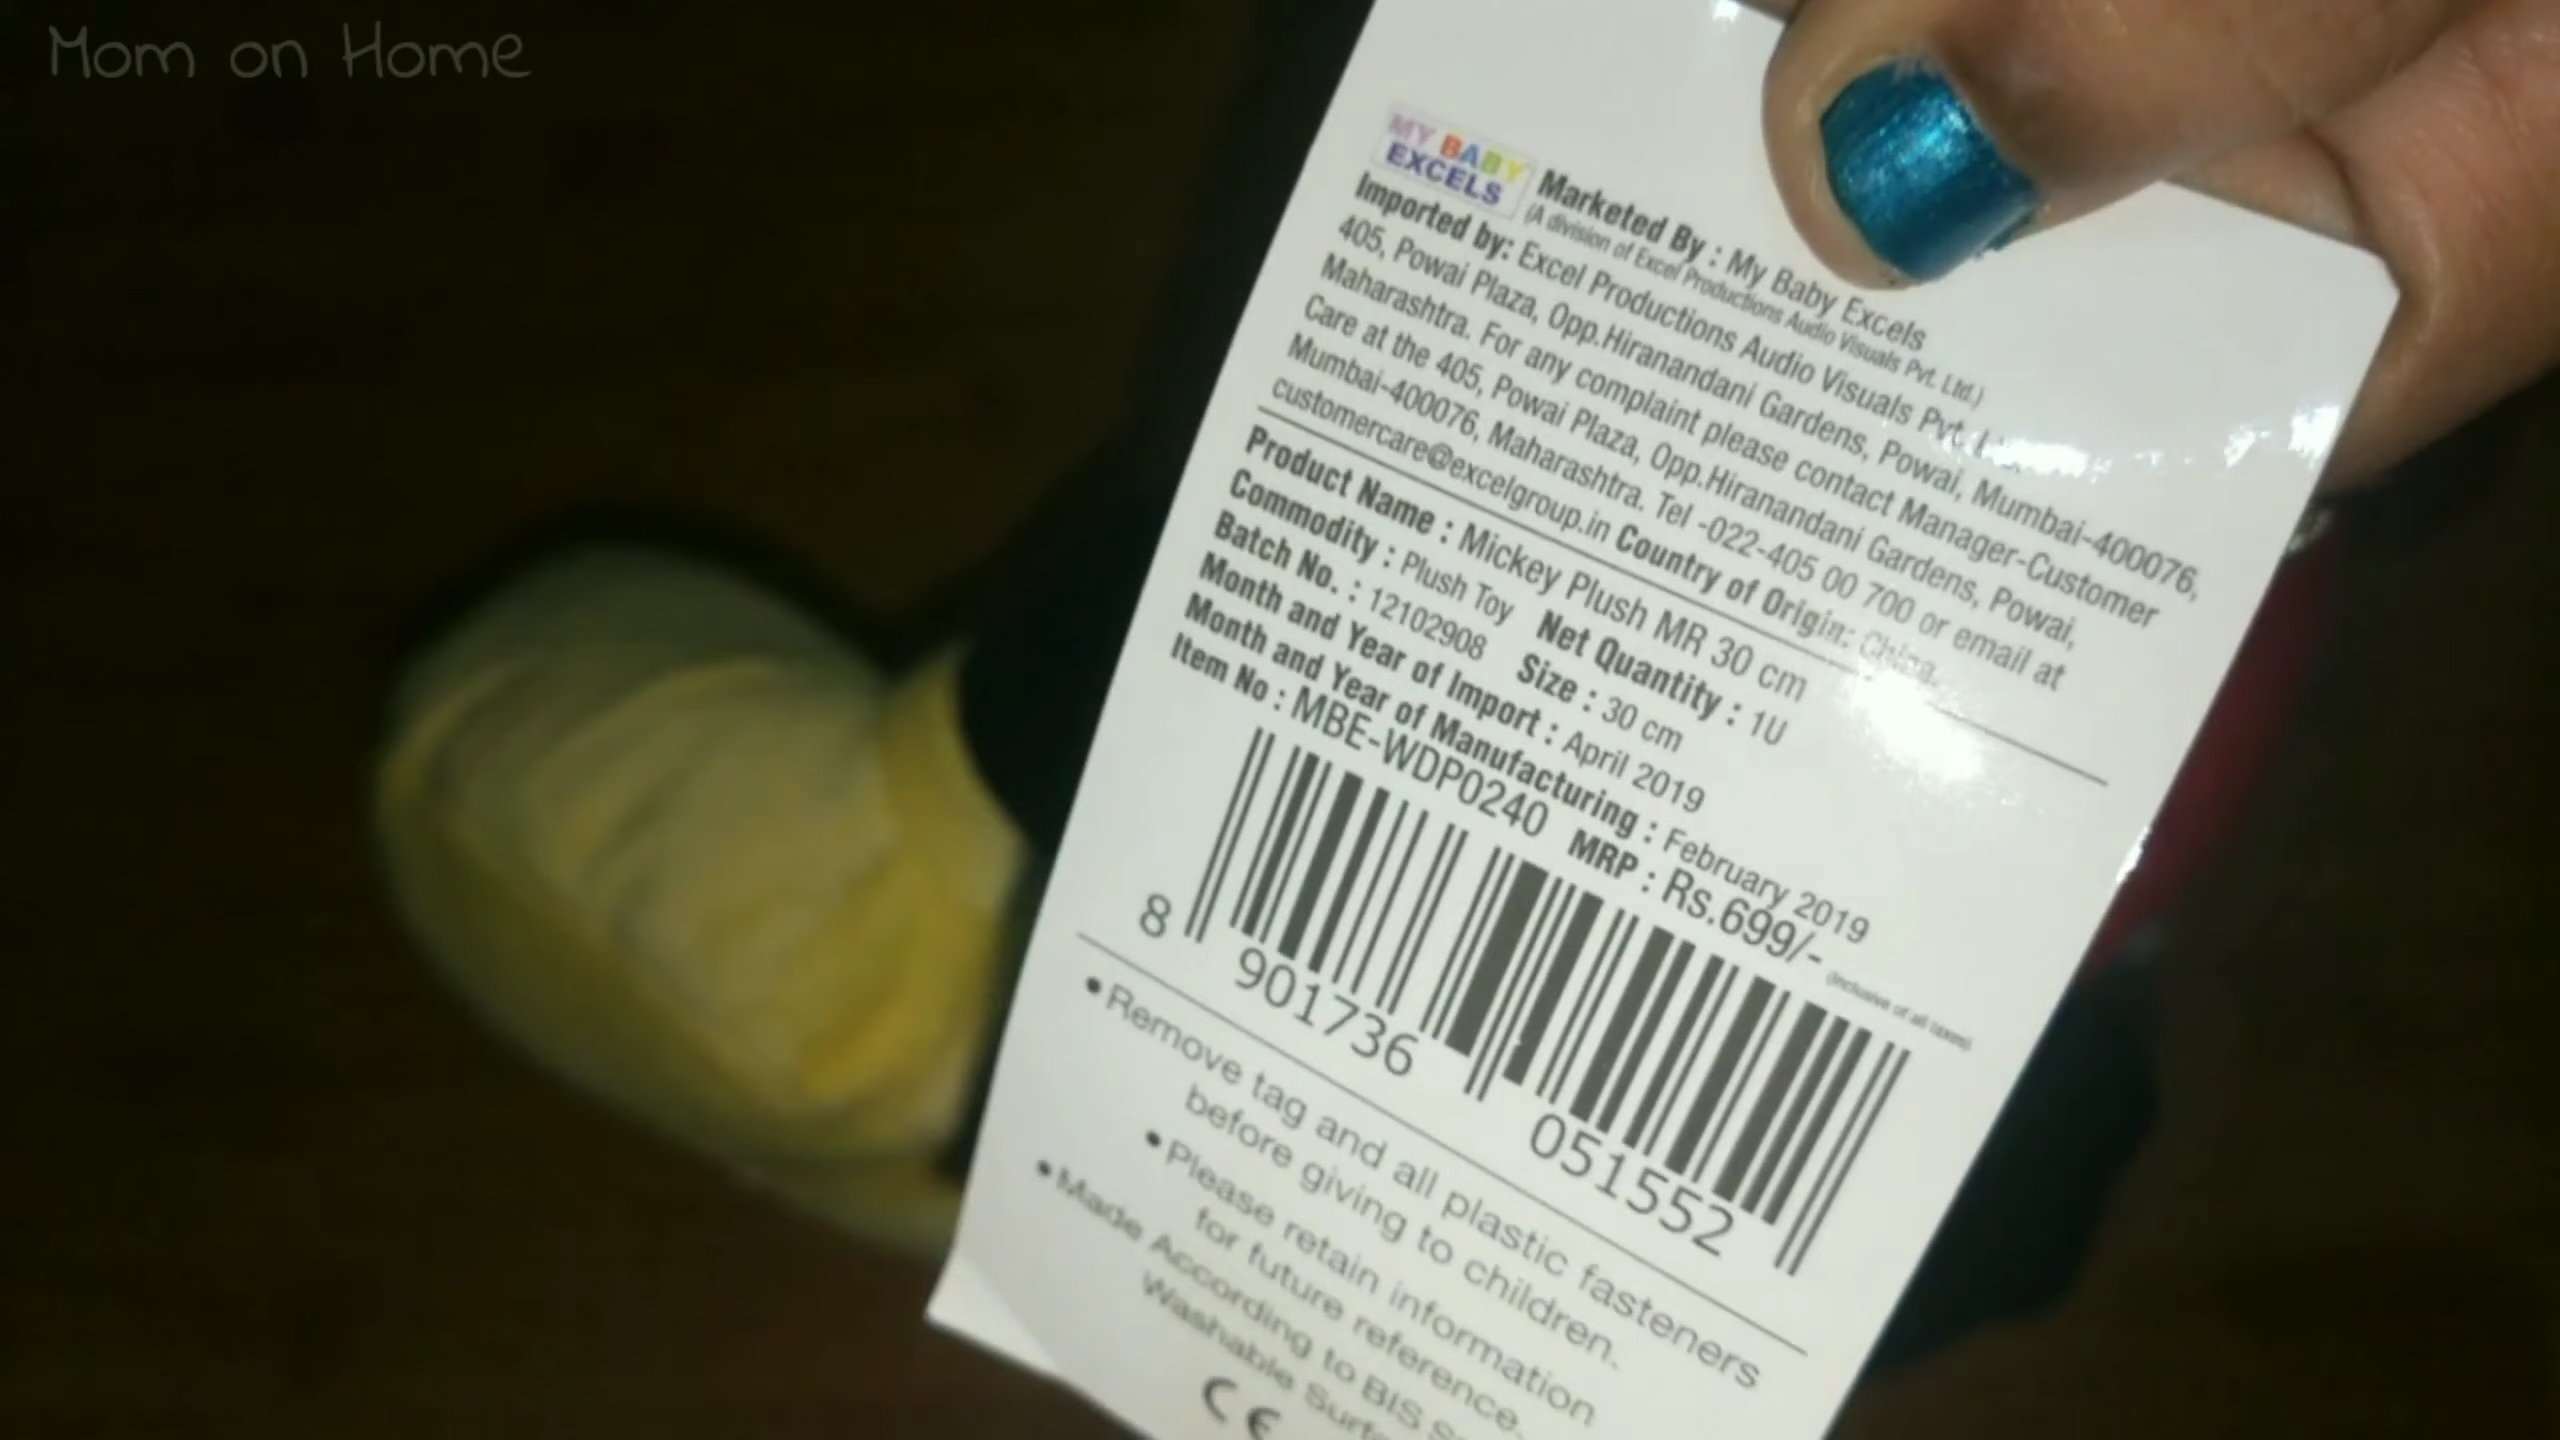 Mom on Home
MY BABY
EXCELS
Marketed By : My Baby Excels
(A division of Excel Productions Audio Visuals Pvt. Ltd.)
Imported by: Excel Productions Audio Visuals Pvt.
405, Powai Plaza, Opp.Hiranandani Gardens, Powai, Mumbai-400076,
Maharashtra. For any complaint please contact Manager-Customer
Care at the 405, Powai Plaza, Opp.Hiranandani Gardens, Powai,
Mumbai-400076, Maharashtra. Tel -022-405 00 700 or email at
customercare@excelgroup.in Country of Origin: China.
Product Name : Mickey Plush MR 30 cm
Commodity : Plush Toy Net Quantity : 1U
Batch No. : 12102908 Size : 30 cm
Month and Year of Import : April 2019
Month and Year of Manufacturing : February 2019
Item No : MBE-WDP0240 MRP : Rs.699/- (Inclusive of all taxes)
8 901736 051552
• Remove tag and all plastic fasteners
before giving to children.
• Please retain information
for future reference.
• Made According to BIS
Washable
CE